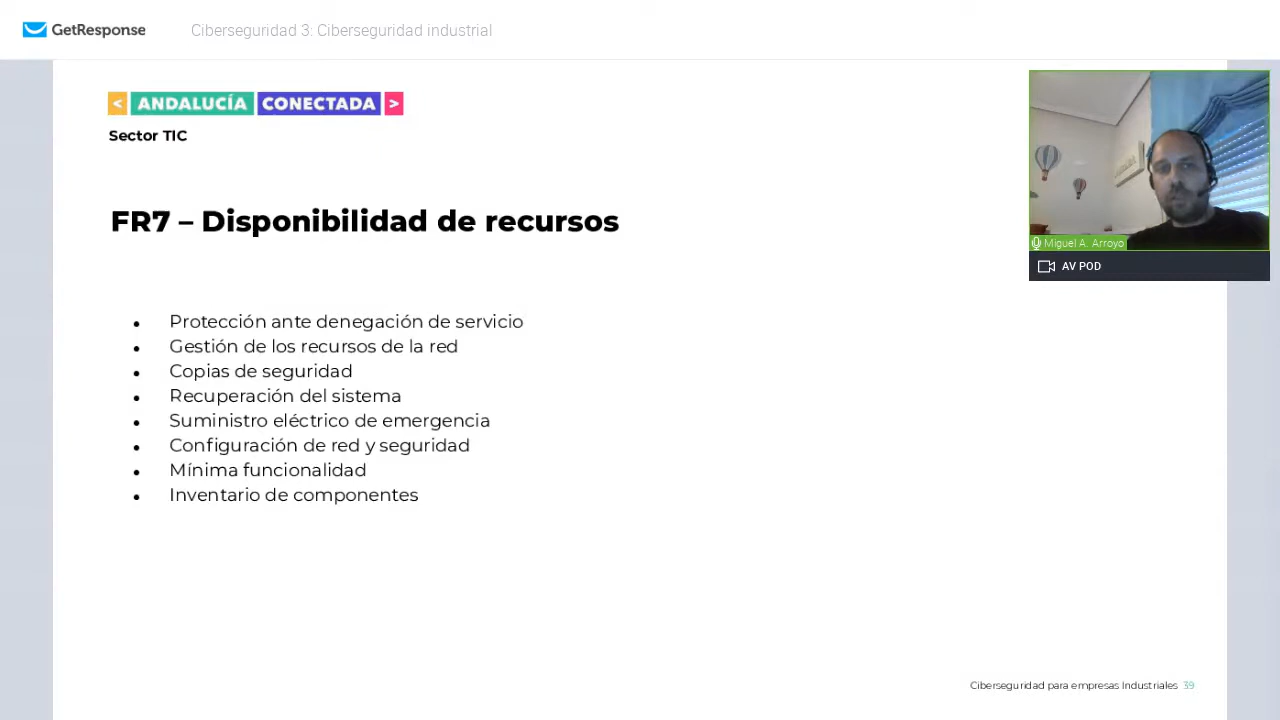 GetResponse
Ciberseguridad 3: Ciberseguridad industrial
< ANDALUCÍA CONECTADA >
Sector TIC
Miguel A. Arroyo
AV POD
FR7 – Disponibilidad de recursos
• Protección ante denegación de servicio
• Gestión de los recursos de la red
• Copias de seguridad
• Recuperación del sistema
• Suministro eléctrico de emergencia
• Configuración de red y seguridad
• Mínima funcionalidad
• Inventario de componentes
Ciberseguridad para empresas Industriales 39